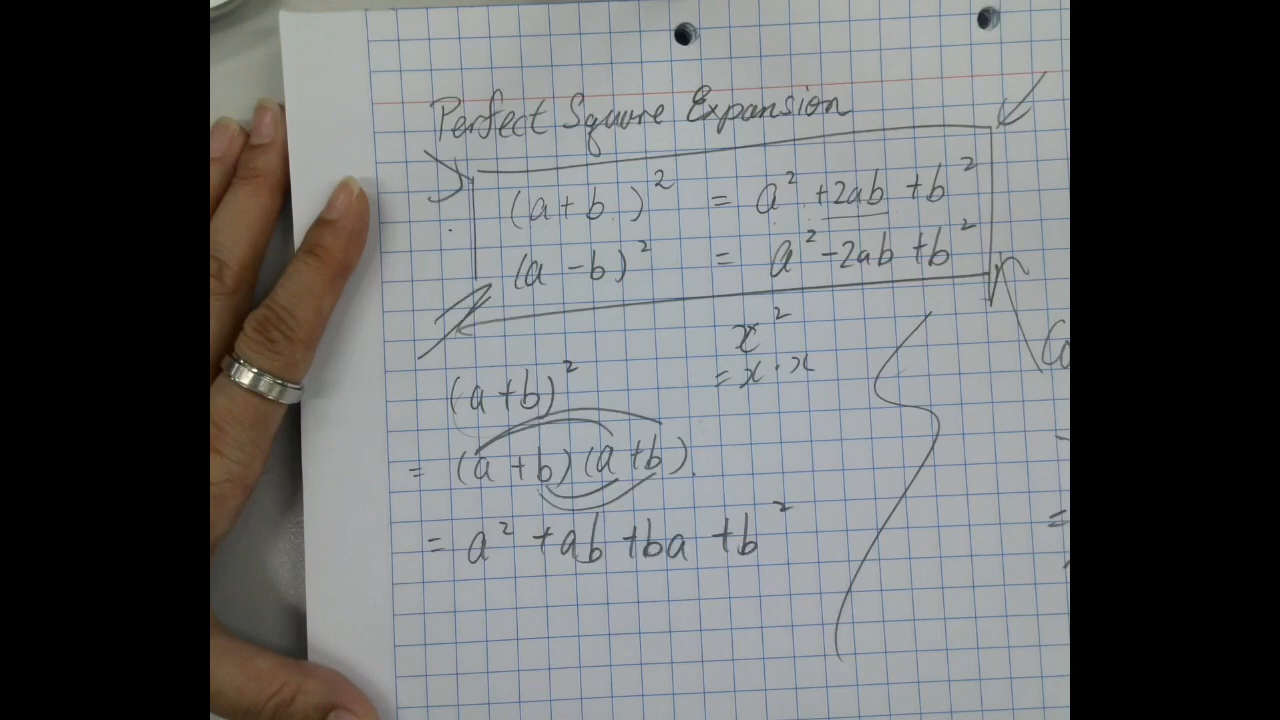 Perfect Square Expansion
(a+b)² = a² +2ab +b²
(a-b)² = a² -2ab +b²
x²
= x · x
(a+b)²
= (a+b)(a+b).
= a² +ab +ba +b²
=